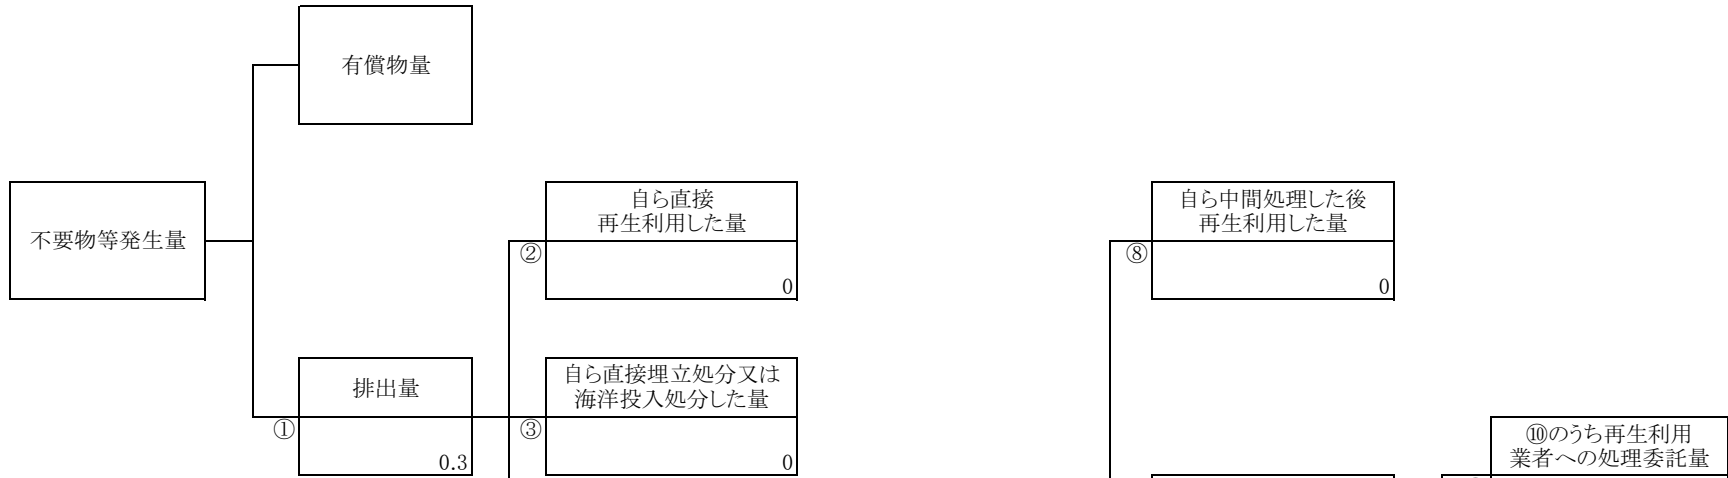 有償物量
不要物等発生量
自ら直接
再生利用した量
②
0
自ら中間処理した後
再生利用した量
⑧
0
排出量
①
0.3
自ら直接埋立処分又は
海洋投入処分した量
③
0
⑩のうち再生利用
業者への処理委託量